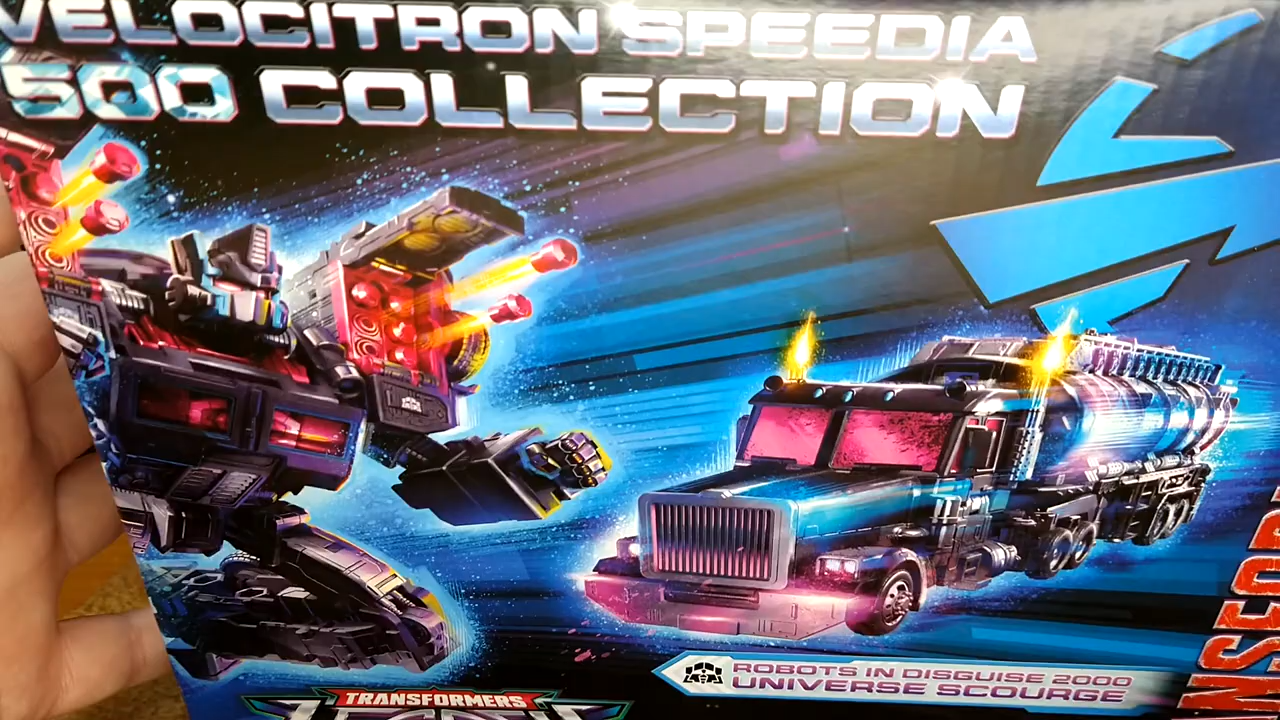 VELOCITRON SPEEDIA
500 COLLECTION
ROBOTS IN DISGUISE 2000
UNIVERSE SCOURGE
TRANSFORMERS